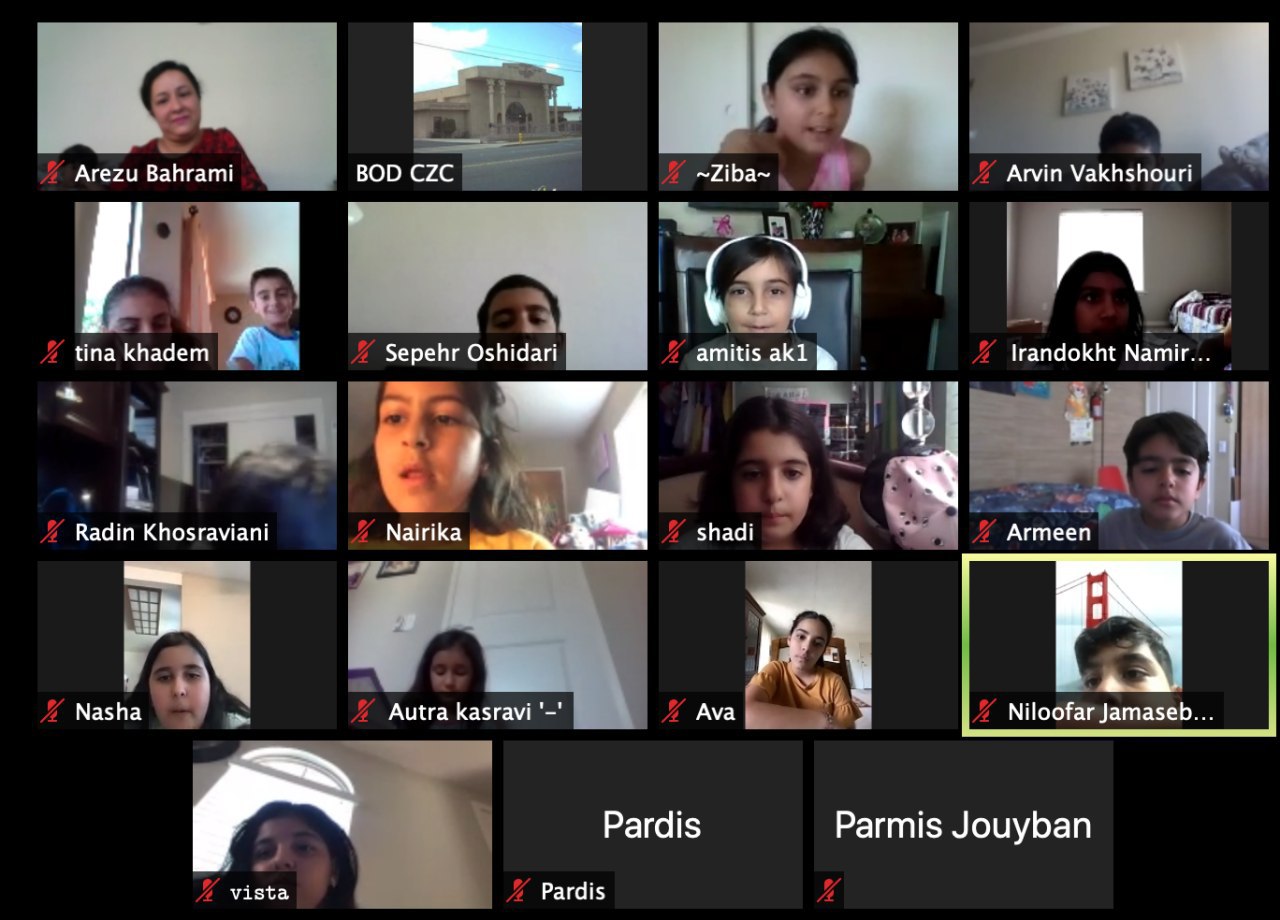 Arezu Bahrami
BOD CZC
~Ziba~
Arvin Vakhshouri
tina khadem
Sepehr Oshidari
amitis ak1
Irandokht Namir...
Radin Khosraviani
Nairika
shadi
Armeen
Nasha
Autra kasravi '-'
Ava
Niloofar Jamaseb...
vista
Pardis
Pardis
Parmis Jouyban